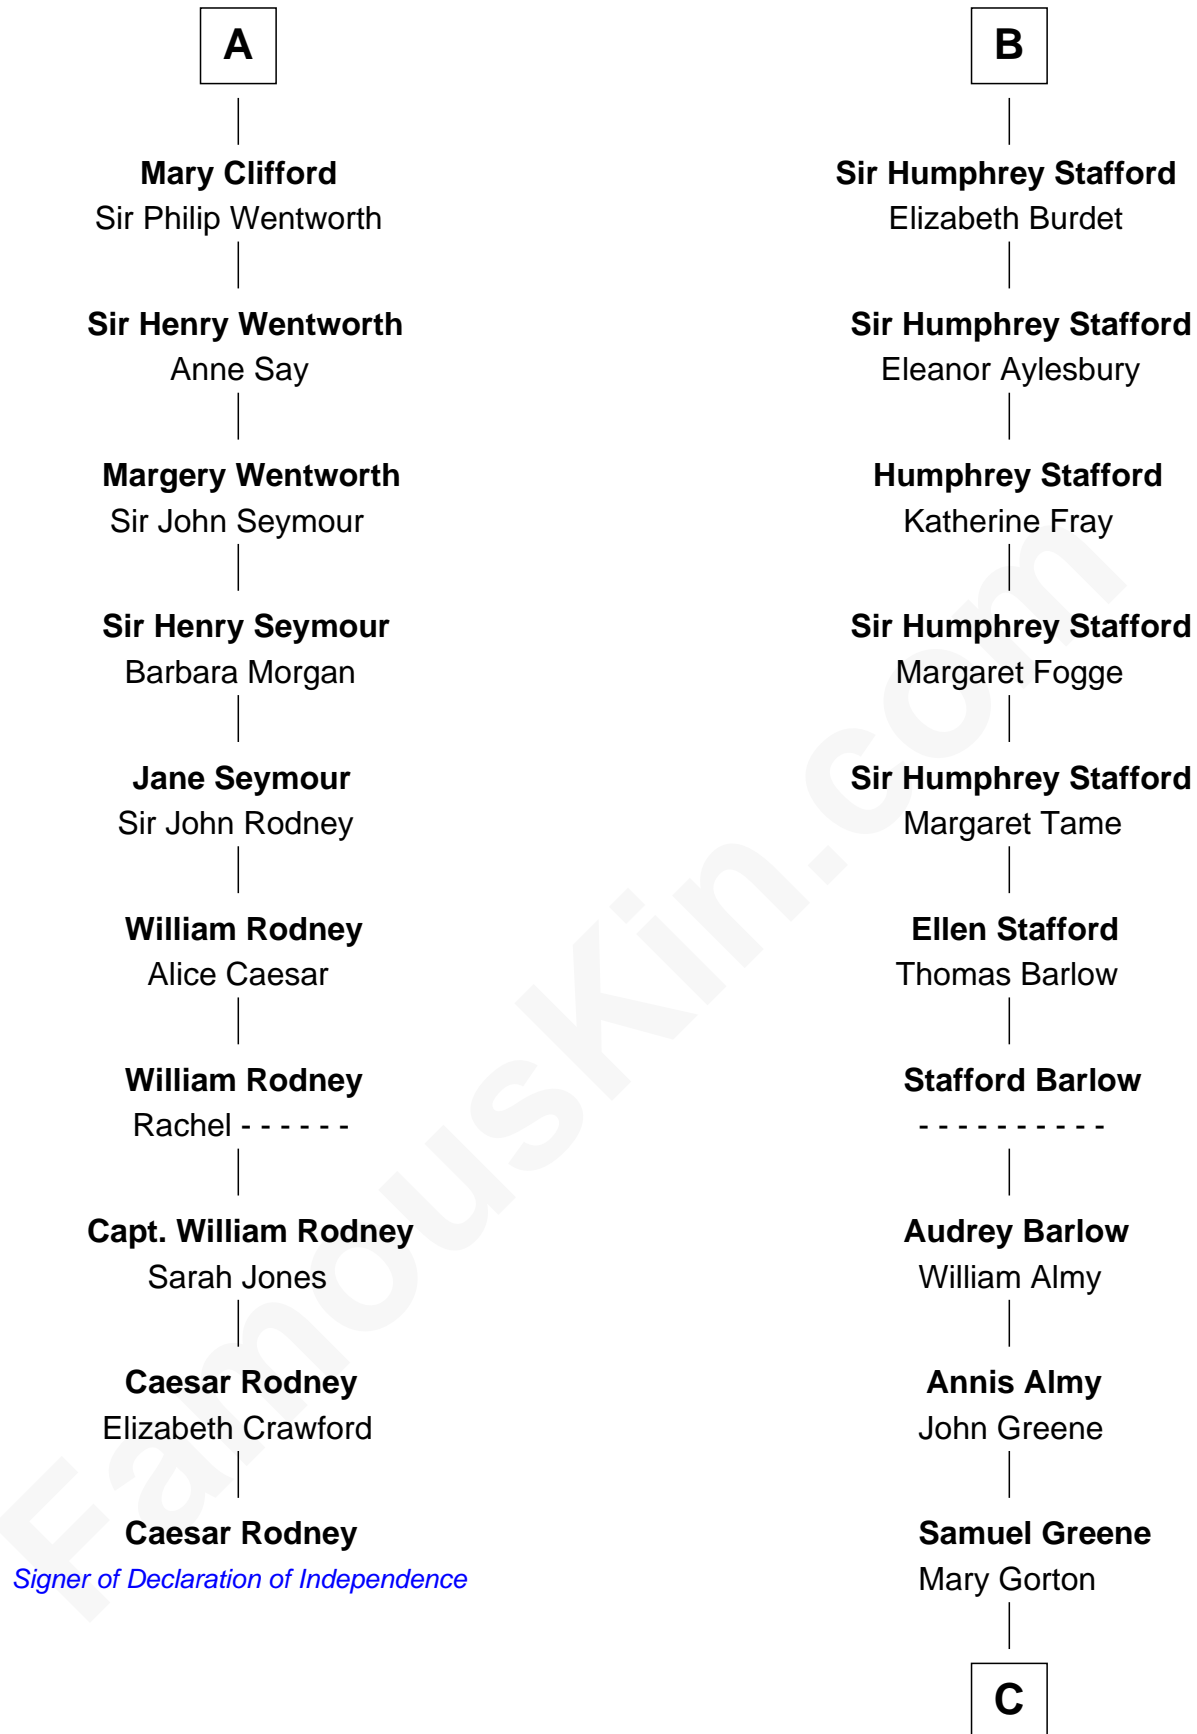 A
Mary Clifford
Sir Philip Wentworth
Sir Henry Wentworth
Anne Say
Margery Wentworth
Sir John Seymour
Sir Henry Seymour
Barbara Morgan
Jane Seymour
Sir John Rodney
William Rodney
Alice Caesar
William Rodney
Rachel - - - - - -
Capt. William Rodney
Sarah Jones
Caesar Rodney
Elizabeth Crawford
Caesar Rodney
Signer of Declaration of Independence
B
Sir Humphrey Stafford
Elizabeth Burdet
Sir Humphrey Stafford
Eleanor Aylesbury
Humphrey Stafford
Katherine Fray
Sir Humphrey Stafford
Margaret Fogge
Sir Humphrey Stafford
Margaret Tame
Ellen Stafford
Thomas Barlow
Stafford Barlow
- - - - - - - - - -
Audrey Barlow
William Almy
Annis Almy
John Greene
Samuel Greene
Mary Gorton
C
FamousKin.com